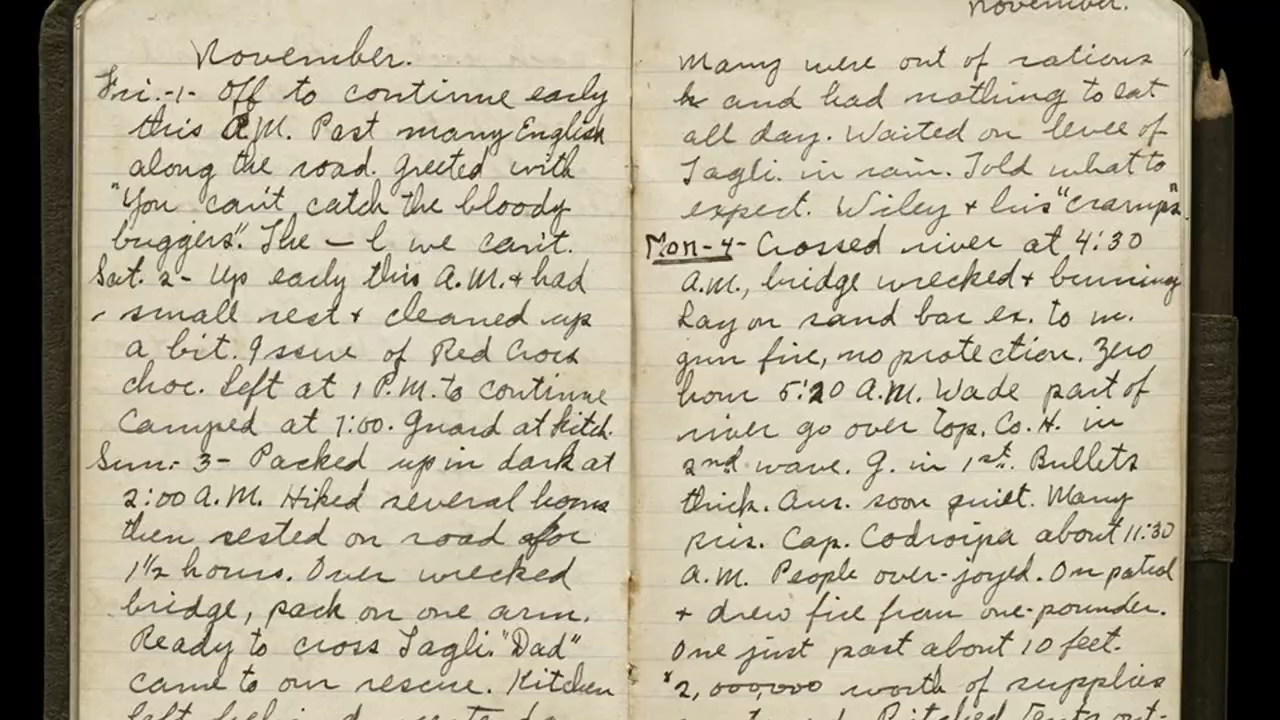 November.
Fri.-1- Off to continue early
this A.M. Past many English
along the road. Greeted with
"You can't catch the bloody
buggers". The — l we can't.
Sat. 2- Up early this A.M. + had
small rest + cleaned up
a bit. Issue of Red Cross
choc. Left at 1 P.M. to continue
Camped at 7:00. Guard at kitch.
Sun.- 3- Packed up in dark at
2:00 A.M. Hiked several hours
then rested on road for
1½ hours. Over wrecked
bridge, pack on one arm.
Ready to cross Tagli. "Dad"
came to our rescue. Kitchen
left
November.
Many were out of rations
and had nothing to eat
all day. Waited on levee of
Tagli. in rain. Told what to
expect. Wiley + his "cramps".
Mon-4- Crossed river at 4:30
A.M., bridge wrecked + burning
Lay on sand bar ex. to m.
gun fire, no protection. Zero
hour 5:20 A.M. Wade part of
river go over Top. Co. H. in
2nd wave. G. in 1st. Bullets
thick. Aus. soon quiet. Many
pris. Cap. Codroipa about 11:30
A.M. People over-joyed. On patrol
+ drew fire from one-pounder.
One just past about 10 feet.
"2,000,000 worth of supplies
Pitched tents out-